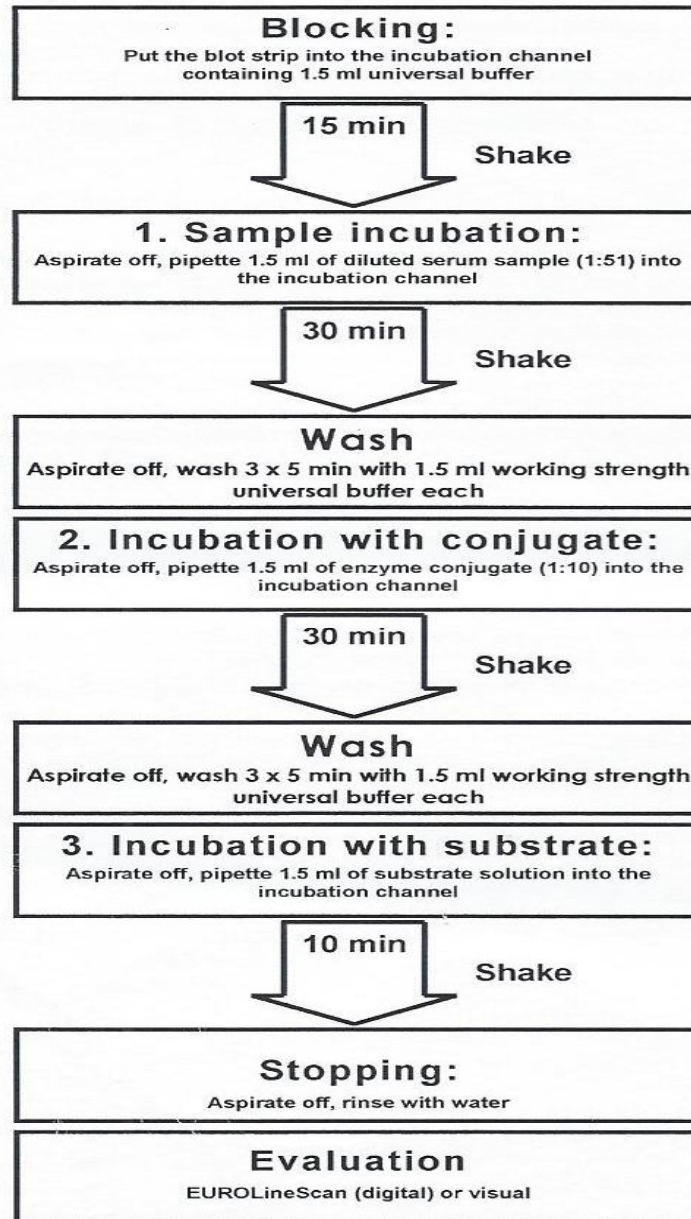 Blocking:
Put the blot strip into the incubation channel
containing 1.5 ml universal buffer
15 min
Shake
1. Sample incubation:
Aspirate off, pipette 1.5 ml of diluted serum sample (1:51) into
the incubation channel
30 min
Shake
Wash
Aspirate off, wash 3 x 5 min with 1.5 ml working strength
universal buffer each
2. Incubation with conjugate:
Aspirate off, pipette 1.5 ml of enzyme conjugate (1:10) into the
incubation channel
30 min
Shake
Wash
Aspirate off, wash 3 x 5 min with 1.5 ml working strength
universal buffer each
3. Incubation with substrate:
Aspirate off, pipette 1.5 ml of substrate solution into the
incubation channel
10 min
Shake
Stopping:
Aspirate off, rinse with water
Evaluation
EUROLineScan (digital) or visual